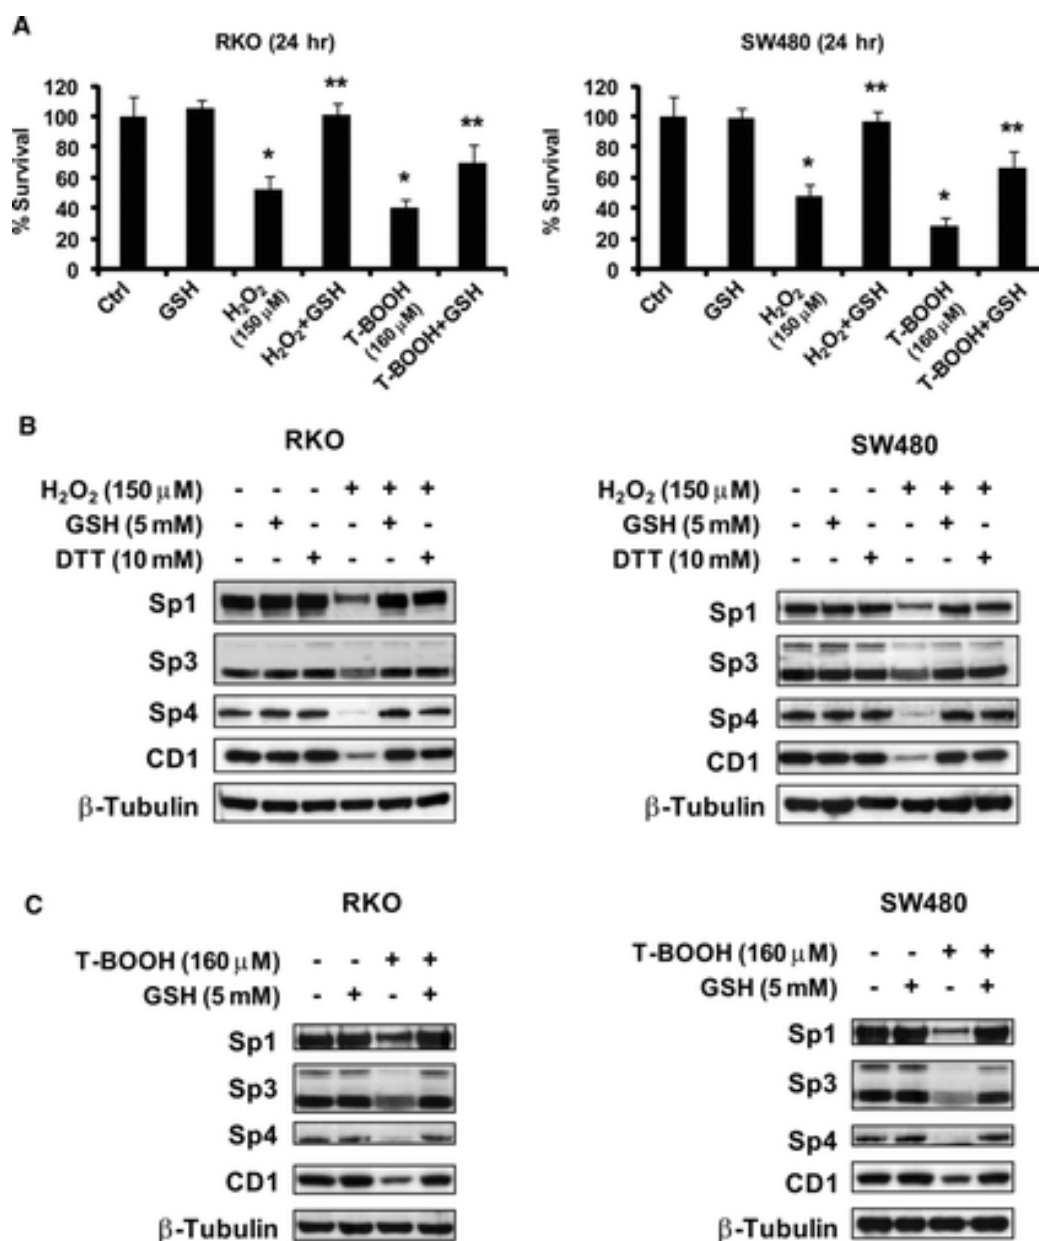 A
RKO (24 hr)
% Survival
120
100
80
60
40
20
0
*
**
*
**
Ctrl
GSH
H₂O₂
(150 μM)
H₂O₂+GSH
T-BOOH
(160 μM)
T-BOOH+GSH
SW480 (24 hr)
% Survival
120
100
80
60
40
20
0
*
**
*
**
Ctrl
GSH
H₂O₂
(150 μM)
H₂O₂+GSH
T-BOOH
(160 μM)
T-BOOH+GSH
B
RKO
H₂O₂ (150 μM) - - - + + +
GSH (5 mM) - + - - + -
DTT (10 mM) - - + - - +
Sp1
Sp3
Sp4
CD1
β-Tubulin
SW480
H₂O₂ (150 μM) - - - + + +
GSH (5 mM) - + - - + -
DTT (10 mM) - - + - - +
Sp1
Sp3
Sp4
CD1
β-Tubulin
C
RKO
T-BOOH (160 μM) - - + +
GSH (5 mM) - + - +
Sp1
Sp3
Sp4
CD1
β-Tubulin
SW480
T-BOOH (160 μM) - - + +
GSH (5 mM) - + - +
Sp1
Sp3
Sp4
CD1
β-Tubulin